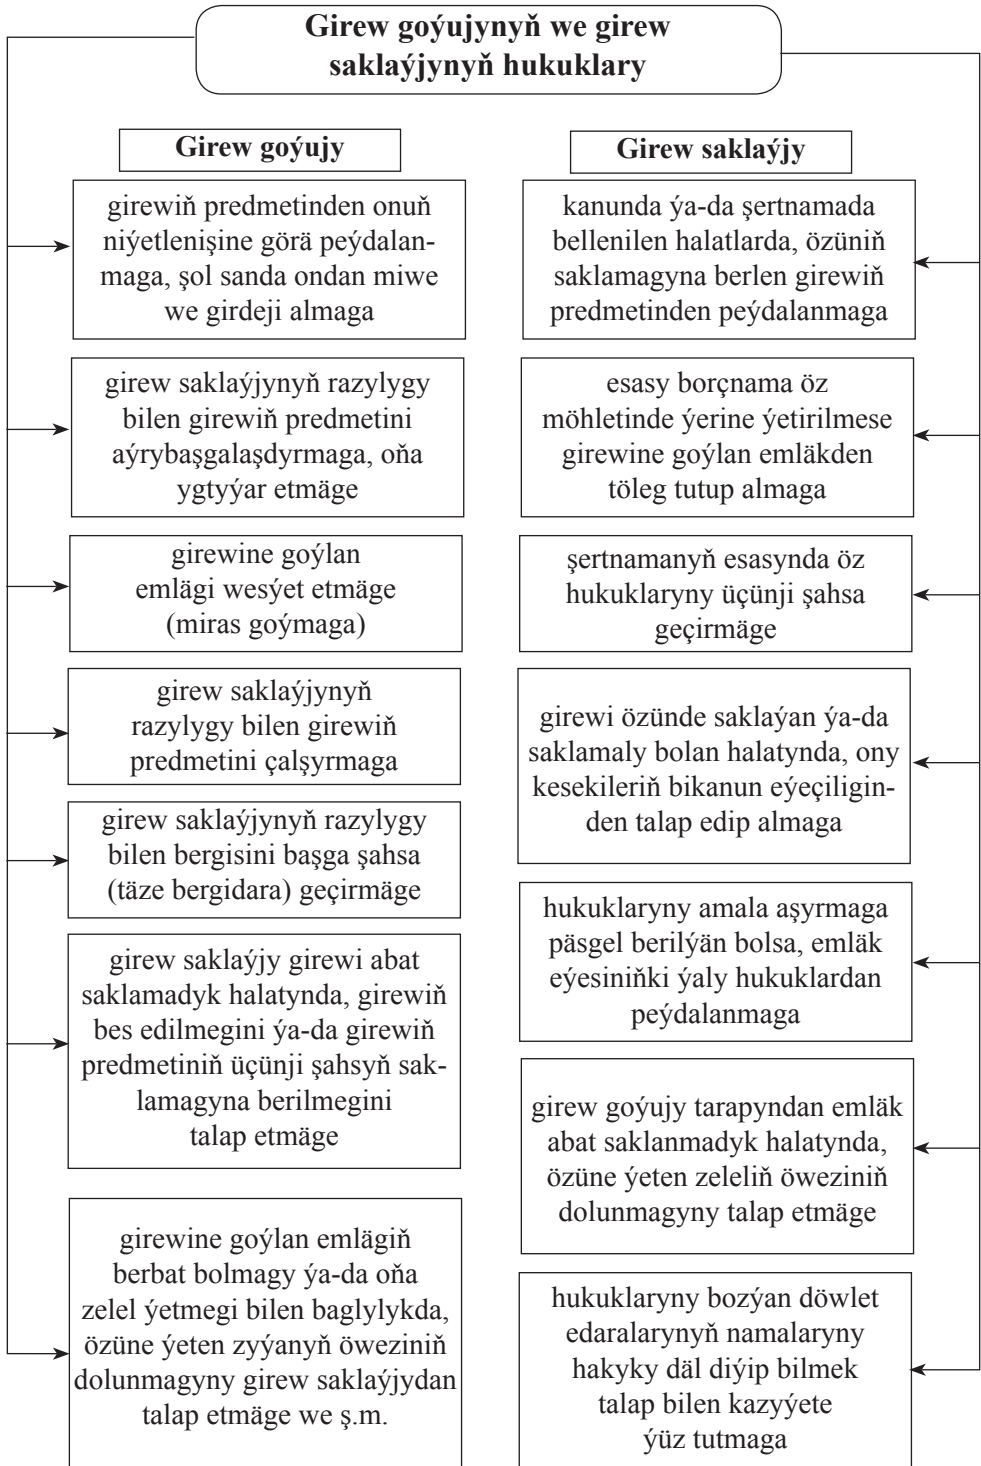 Girew goýujynyň we girew
saklaýjynyň hukuklary
Girew goýujy
girewiň predmetinden onuň
niýetlenişine görä peýdalan-
maga, şol sanda ondan miwe
we girdeji almaga
girew saklaýjynyň razylygy
bilen girewiň predmetini
aýrybaşgalaşdyrmaga, oňa
ygtyýar etmäge
girewine goýlan
emlägi wesýet etmäge
(miras goýmaga)
girew saklaýjynyň
razylygy bilen girewiň
predmetini çalşyrmaga
girew saklaýjynyň razylygy
bilen bergisini başga şahsa
(täze bergidara) geçirmäge
girew saklaýjy girewi abat
saklamadyk halatynda, girewiň
bes edilmegini ýa-da girewiň
predmetiniň üçünji şahsyň sak-
lamagyna berilmegini
talap etmäge
girewine goýlan emlägiň
berbat bolmagy ýa-da oňa
zelel ýetmegi bilen baglylykda,
özüne ýeten zyýanyň öweziniň
dolunmagyny girew saklaýjydan
talap etmäge we ş.m.
Girew saklaýjy
kanunda ýa-da şertnamada
bellenilen halatlarda, özüniň
saklamagyna berlen girewiň
predmetinden peýdalanmaga
esasy borçnama öz
möhletinde ýerine ýetirilmese
girewine goýlan emläkden
töleg tutup almaga
şertnamanyň esasynda öz
hukuklaryny üçünji şahsa
geçirmäge
girewi özünde saklaýan ýa-da
saklamaly bolan halatynda, ony
kesekileriň bikanun eýeçiligin-
den talap edip almaga
hukuklaryny amala aşyrmaga
päsgel berilýän bolsa, emläk
eýesiniňki ýaly hukuklardan
peýdalanmaga
girew goýujy tarapyndan emläk
abat saklanmadyk halatynda,
özüne ýeten zeleliň öweziniň
dolunmagyny talap etmäge
hukuklaryny bozýan döwlet
edaralarynyň namalaryny
hakyky däl diýip bilmek
talap bilen kazyýete
ýüz tutmaga